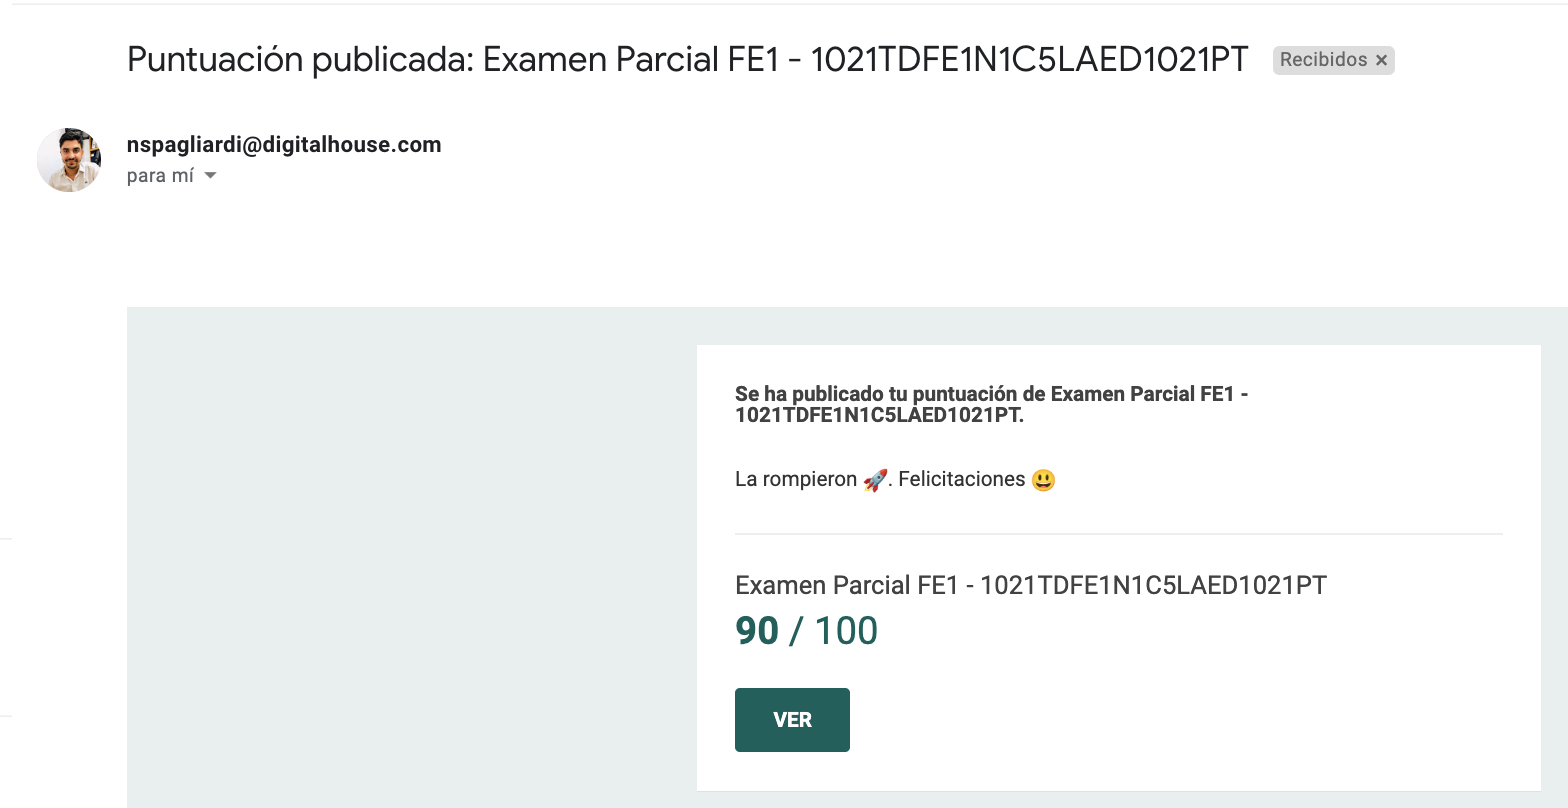 Puntuación publicada: Examen Parcial FE1 - 1021TDFE1N1C5LAED1021PT Recibidos ×
nspagliardi@digitalhouse.com
para mí
Se ha publicado tu puntuación de Examen Parcial FE1 -
1021TDFE1N1C5LAED1021PT.
La rompieron 🚀. Felicitaciones 😃
Examen Parcial FE1 - 1021TDFE1N1C5LAED1021PT
90 / 100
VER